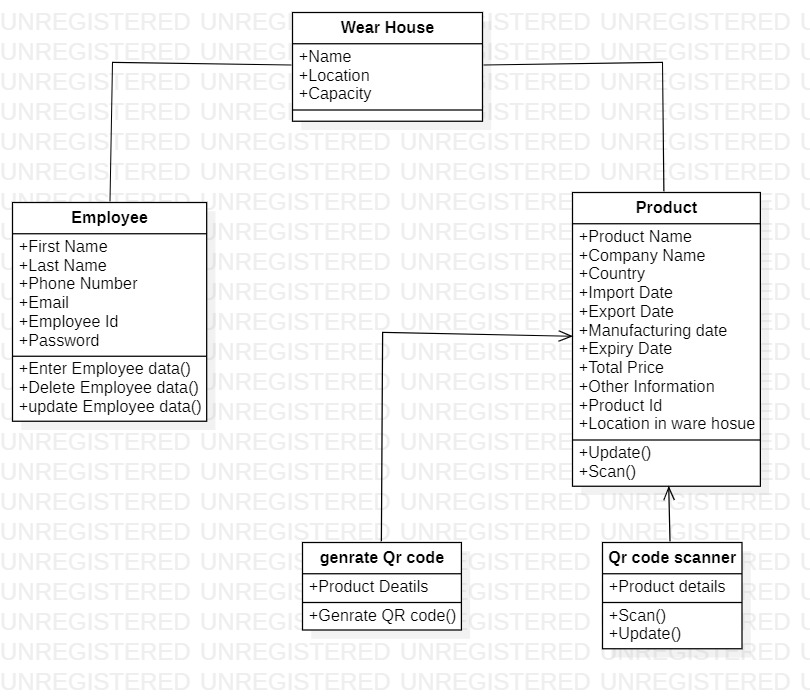 Wear House
+Name
+Location
+Capacity
Employee
+First Name
+Last Name
+Phone Number
+Email
+Employee Id
+Password
+Enter Employee data()
+Delete Employee data()
+update Employee data()
Product
+Product Name
+Company Name
+Country
+Import Date
+Export Date
+Manufacturing date
+Expiry Date
+Total Price
+Other Information
+Product Id
+Location in ware hosue
+Update()
+Scan()
genrate Qr code
+Product Deatils
+Genrate QR code()
Qr code scanner
+Product details
+Scan()
+Update()
UNREGISTERED